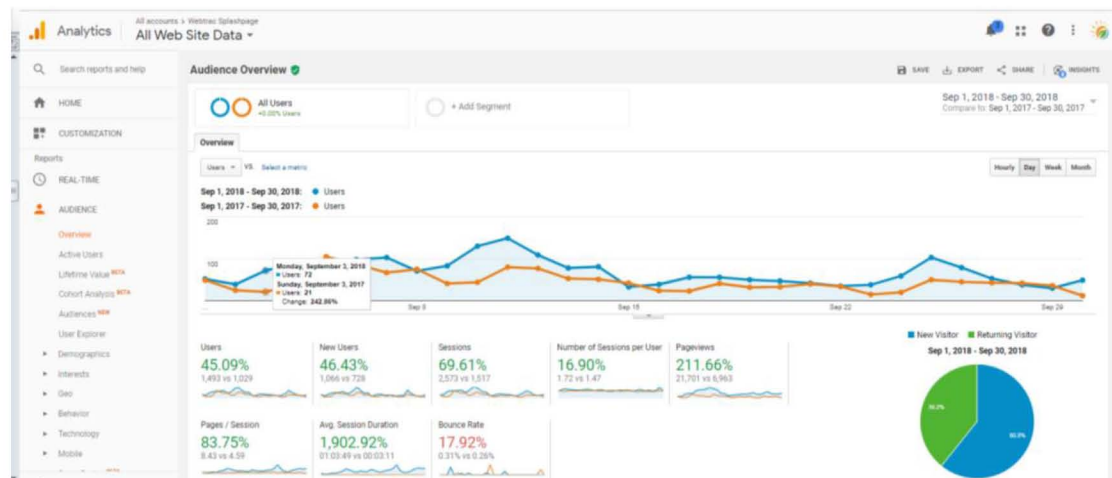 All accounts > Webtrac Splashpage
Analytics All Web Site Data
Search reports and help
HOME
CUSTOMIZATION
Reports
REAL-TIME
AUDIENCE
Overview
Active Users
Lifetime Value BETA
Cohort Analysis BETA
Audiences NEW
User Explorer
Demographics
Interests
Geo
Behavior
Technology
Mobile
Audience Overview
SAVE EXPORT SHARE INSIGHTS
All Users
+0.00% Users
+ Add Segment
Sep 1, 2018 - Sep 30, 2018
Compare to: Sep 1, 2017 - Sep 30, 2017
Overview
Users VS. Select a metric
Hourly Day Week Month
Sep 1, 2018 - Sep 30, 2018: Users
Sep 1, 2017 - Sep 30, 2017: Users
200
100
Monday, September 3, 2018
Users: 72
Sunday, September 3, 2017
Users: 21
Change: 242.86%
Sep 8 Sep 15 Sep 22 Sep 29
Users
45.09%
1,493 vs 1,029
New Users
46.43%
1,066 vs 728
Sessions
69.61%
2,573 vs 1,517
Number of Sessions per User
16.90%
1.72 vs 1.47
Pageviews
211.66%
21,701 vs 6,963
Pages / Session
83.75%
8.43 vs 4.59
Avg. Session Duration
1,902.92%
01:03:49 vs 00:03:11
Bounce Rate
17.92%
0.31% vs 0.26%
New Visitor Returning Visitor
Sep 1, 2018 - Sep 30, 2018